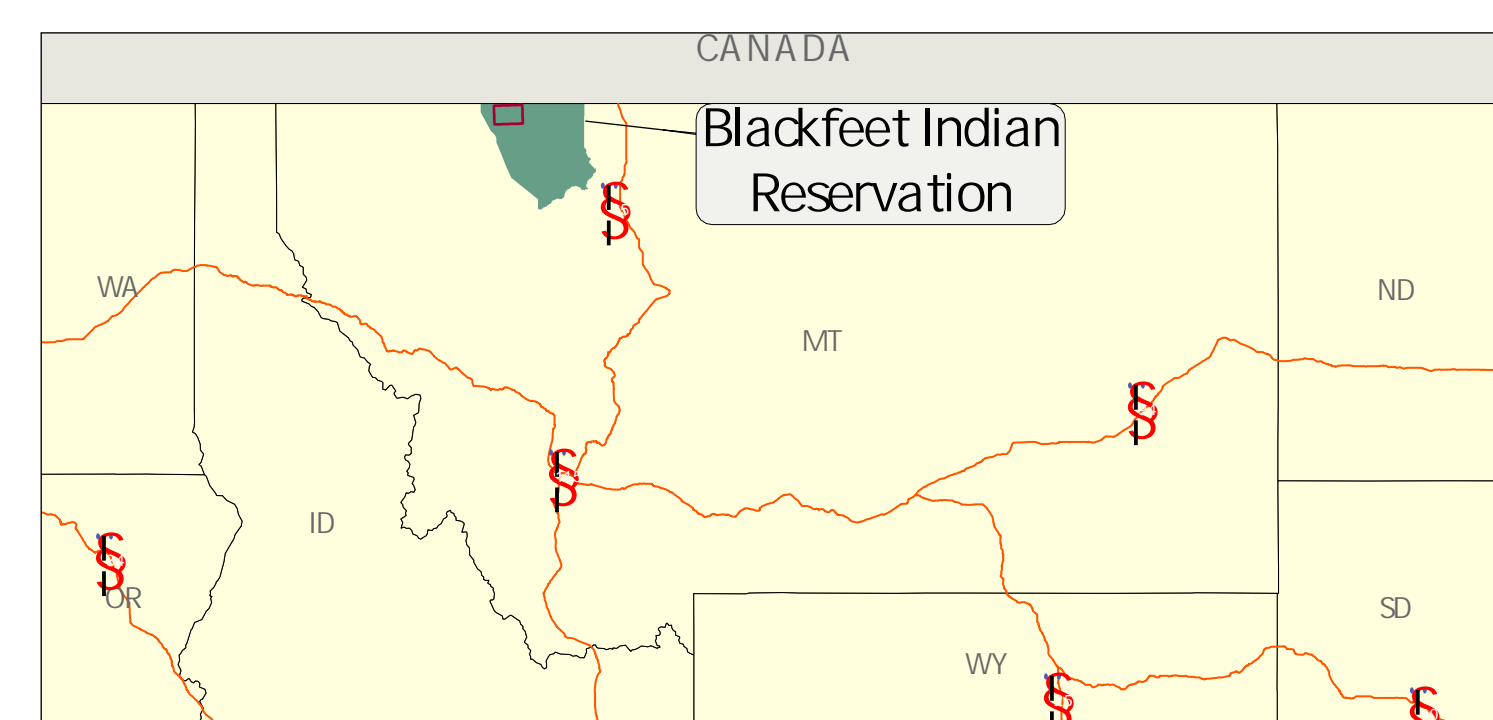 CANADA
Blackfeet Indian
Reservation
WA
ND
MT
ID
OR
SD
WY